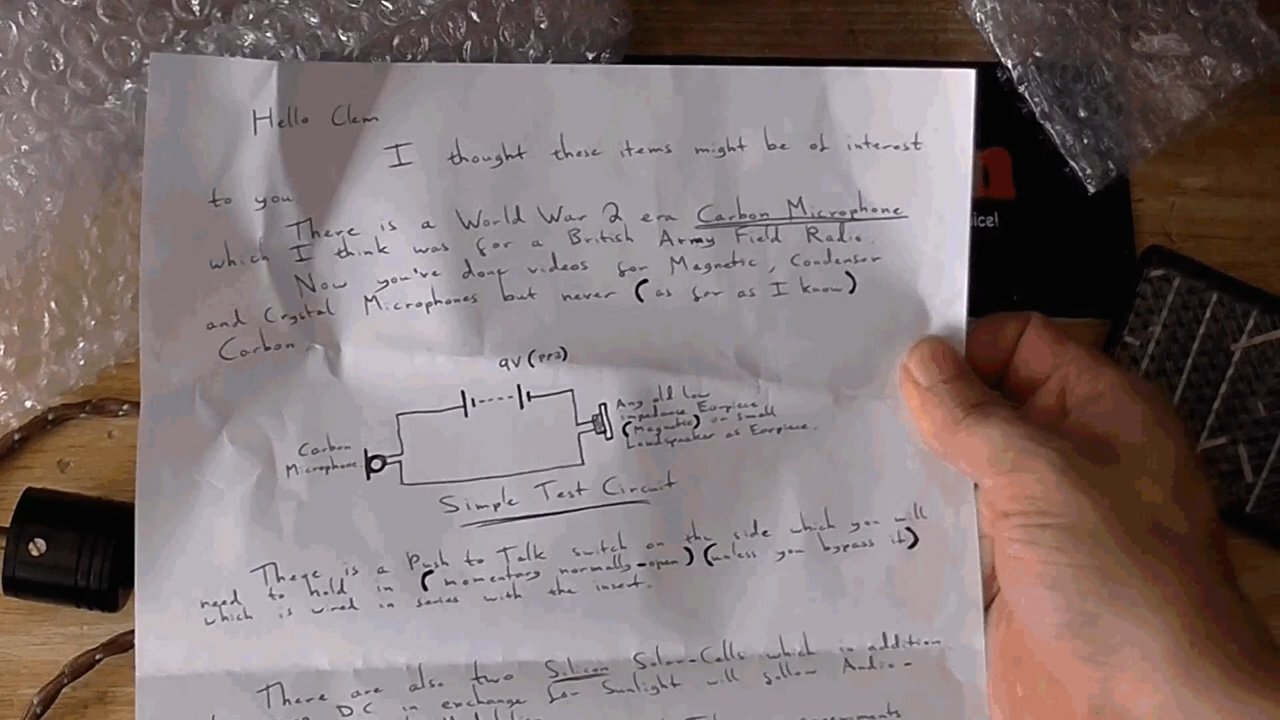 Hello Clem
I thought these items might be of interest
to you.
There is a World War 2 era Carbon Microphone
which I think was for a British Army Field Radio.
Now you've done videos for Magnetic, Condenser
and Crystal Microphones but never (as far as I know)
Carbon.
9V (PP3)
Any old low
impedance Earpiece
(Magnetic) or small
Loudspeaker as Earpiece.
Carbon
Microphone
Simple Test Circuit
There is a Push to Talk switch on the side which you will
need to hold in (momentary normally-open) (unless you bypass it)
which is wired in series with the insert.
There are also two Silicon Solar-Cells which in addition
DC in exchange for Sunlight will allow Audio-
n
ice!